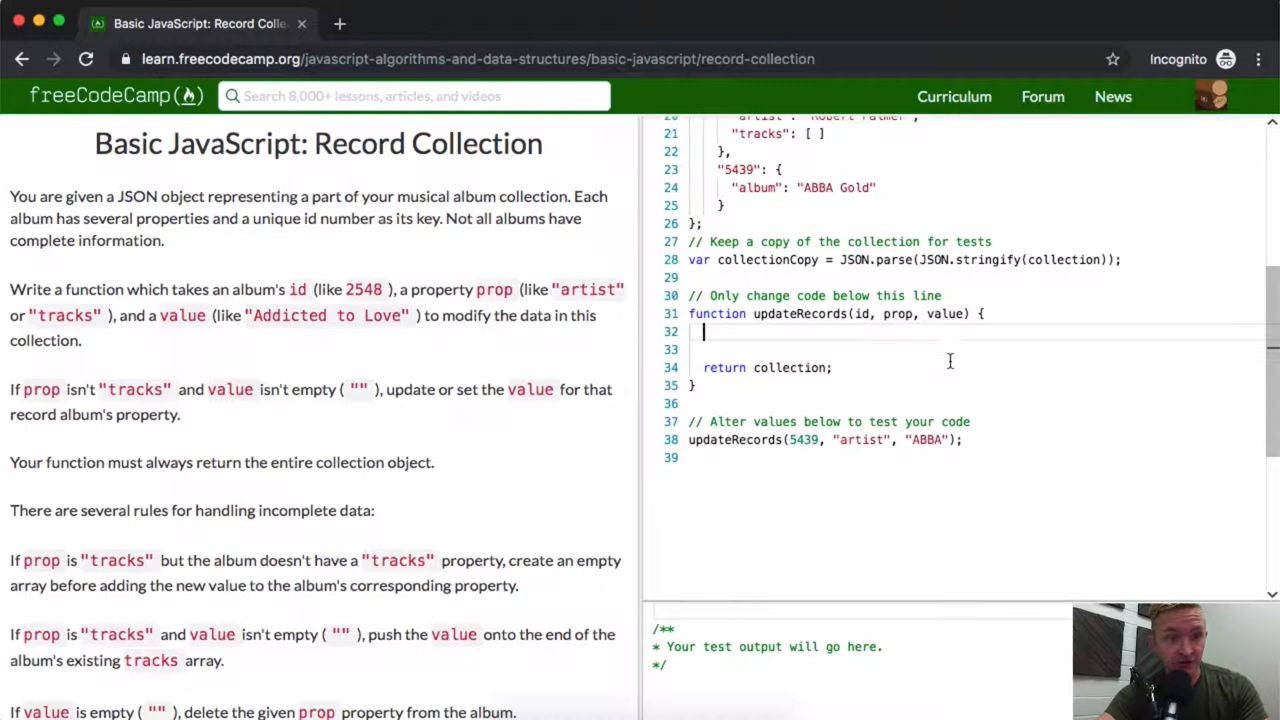 Basic JavaScript: Record Colle
learn.freecodecamp.org/javascript-algorithms-and-data-structures/basic-javascript/record-collection
Incognito
freeCodeCamp
Search 8,000+ lessons, articles, and videos
Curriculum
Forum
News
Basic JavaScript: Record Collection
You are given a JSON object representing a part of your musical album collection. Each
album has several properties and a unique id number as its key. Not all albums have
complete information.
Write a function which takes an album's id (like 2548), a property prop (like "artist"
or "tracks" ), and a value (like "Addicted to Love" ) to modify the data in this
collection.
If prop isn't "tracks" and value isn't empty ( "" ), update or set the value for that
record album's property.
Your function must always return the entire collection object.
There are several rules for handling incomplete data:
If prop is "tracks" but the album doesn't have a "tracks" property, create an empty
array before adding the new value to the album's corresponding property.
If prop is "tracks" and value isn't empty ( "" ), push the value onto the end of the
album's existing tracks array.
If value is empty ( "" ), delete the given prop property from the album.
20 "artist": "Robert Palmer",
21 "tracks": [ ]
22 },
23 "5439": {
24 "album": "ABBA Gold"
25 }
26 };
27 // Keep a copy of the collection for tests
28 var collectionCopy = JSON.parse(JSON.stringify(collection));
29
30 // Only change code below this line
31 function updateRecords(id, prop, value) {
32
33
34 return collection;
35 }
36
37 // Alter values below to test your code
38 updateRecords(5439, "artist", "ABBA");
39
/**
* Your test output will go here.
*/